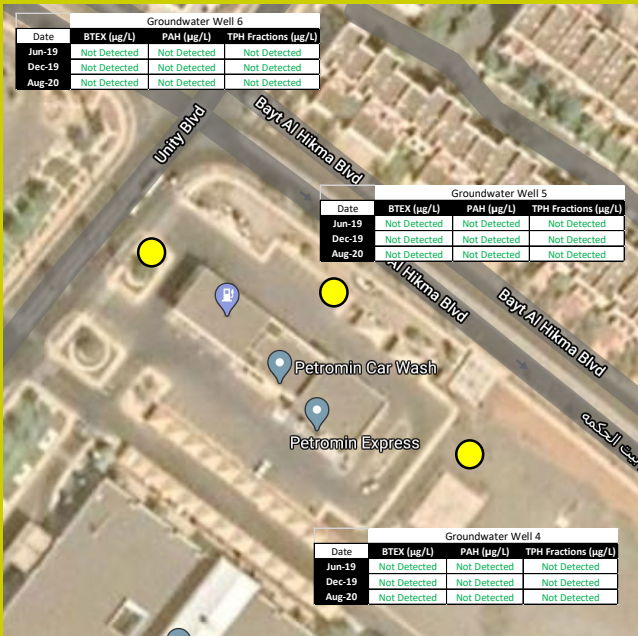 Groundwater Well 6
Date BTEX (µg/L) PAH (µg/L) TPH Fractions (µg/L)
Jun-19 Not Detected Not Detected Not Detected
Dec-19 Not Detected Not Detected Not Detected
Aug-20 Not Detected Not Detected Not Detected
Unity Blvd
Bayt Al Hikma Blvd
Groundwater Well 5
Date BTEX (µg/L) PAH (µg/L) TPH Fractions (µg/L)
Jun-19 Not Detected Not Detected Not Detected
Dec-19 Not Detected Not Detected Not Detected
Aug-20 Not Detected Not Detected Not Detected
Al Hikma Blvd
Bayt Al Hikma Blvd
Petromin Car Wash
Petromin Express
بيت الحكمه
Groundwater Well 4
Date BTEX (µg/L) PAH (µg/L) TPH Fractions (µg/L)
Jun-19 Not Detected Not Detected Not Detected
Dec-19 Not Detected Not Detected Not Detected
Aug-20 Not Detected Not Detected Not Detected